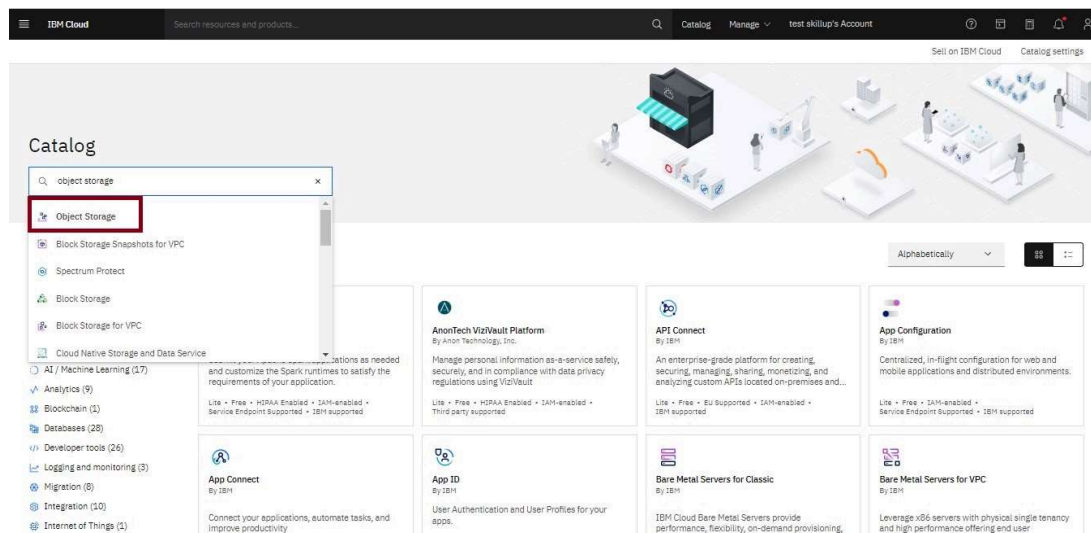 IBM Cloud
Search resources and products...
Catalog
Manage
test skillup's Account
Sell on IBM Cloud
Catalog settings
Catalog
object storage
Object Storage
Block Storage Snapshots for VPC
Spectrum Protect
Block Storage
Block Storage for VPC
Cloud Native Storage and Data Service
AI / Machine Learning (17)
Analytics (9)
Blockchain (1)
Databases (28)
Developer tools (26)
Logging and monitoring (3)
Migration (8)
Integration (10)
Internet of Things (1)
Alphabetically
applications as needed
and customize the Spark runtimes to satisfy the
requirements of your application.
Lite • Free • HIPAA Enabled • IAM-enabled •
Service Endpoint Supported • IBM supported
AnonTech ViziVault Platform
By Anon Technology, Inc.
Manage personal information as-a-service safely,
securely, and in compliance with data privacy
regulations using ViziVault
Lite • Free • HIPAA Enabled • IAM-enabled •
Third party supported
API Connect
By IBM
An enterprise-grade platform for creating,
securing, managing, sharing, monetizing, and
analyzing custom APIs located on-premises and...
Lite • Free • EU Supported • IAM-enabled •
IBM supported
App Configuration
By IBM
Centralized, in-flight configuration for web and
mobile applications and distributed environments.
Lite • Free • IAM-enabled •
Service Endpoint Supported • IBM supported
App Connect
By IBM
Connect your applications, automate tasks, and
improve productivity
App ID
By IBM
User Authentication and User Profiles for your
apps.
Bare Metal Servers for Classic
By IBM
IBM Cloud Bare Metal Servers provide
performance, flexibility, on-demand provisioning,
Bare Metal Servers for VPC
By IBM
Leverage x86 servers with physical single tenancy
and high performance offering end user